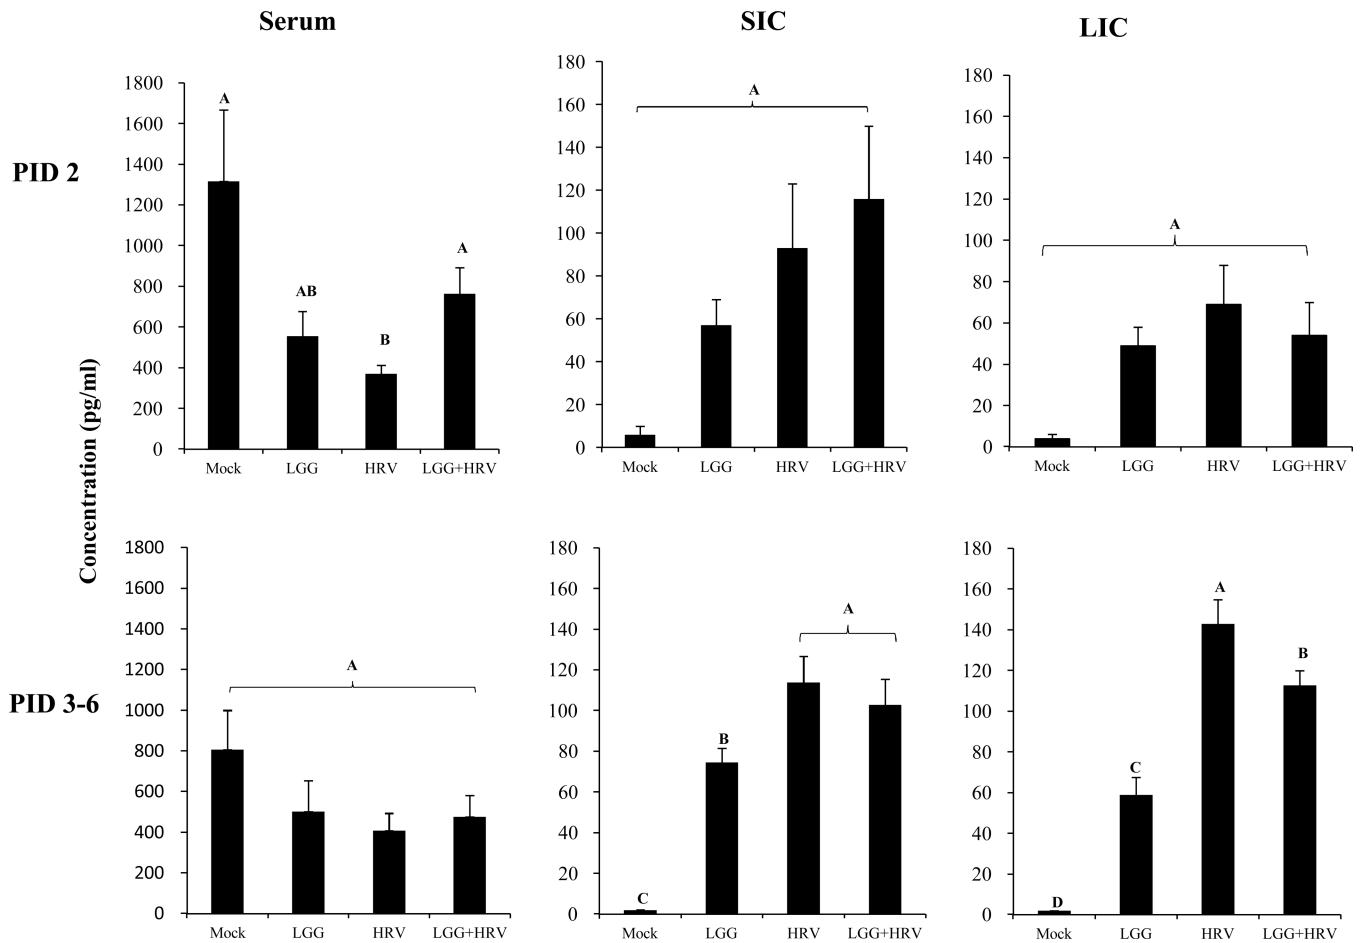 Serum
SIC
LIC
PID 2
PID 3-6
Concentration (pg/ml)
1800
1600
1400
1200
1000
800
600
400
200
0
A
AB
B
A
Mock LGG HRV LGG+HRV
180
160
140
120
100
80
60
40
20
0
A
Mock LGG HRV LGG+HRV
180
160
140
120
100
80
60
40
20
0
A
Mock LGG HRV LGG+HRV
1800
1600
1400
1200
1000
800
600
400
200
0
A
Mock LGG HRV LGG+HRV
180
160
140
120
100
80
60
40
20
0
C
B
A
Mock LGG HRV LGG+HRV
180
160
140
120
100
80
60
40
20
0
D
C
A
B
Mock LGG HRV LGG+HRV